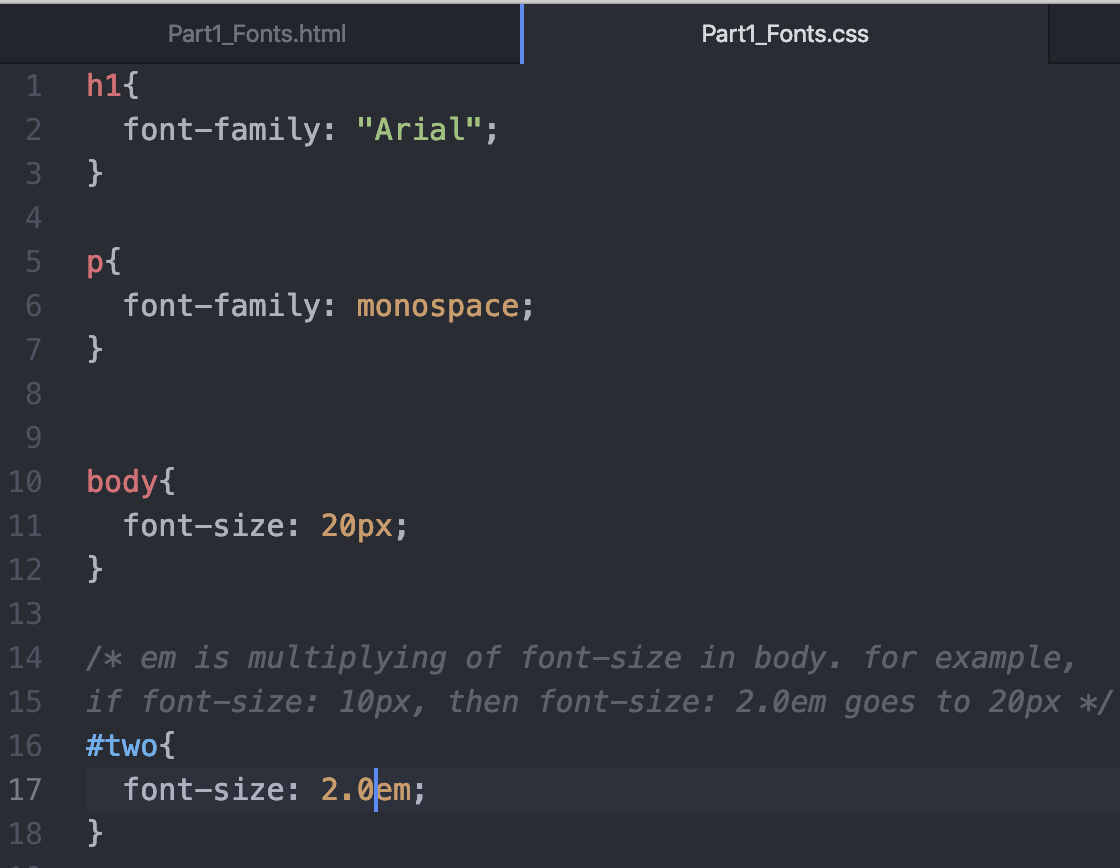 Part1_Fonts.html
Part1_Fonts.css
1 h1{
2   font-family: "Arial";
3 }
4
5 p{
6   font-family: monospace;
7 }
8
9
10 body{
11   font-size: 20px;
12 }
13
14 /* em is multiplying of font-size in body. for example,
15 if font-size: 10px, then font-size: 2.0em goes to 20px */
16 #two{
17   font-size: 2.0em;
18 }